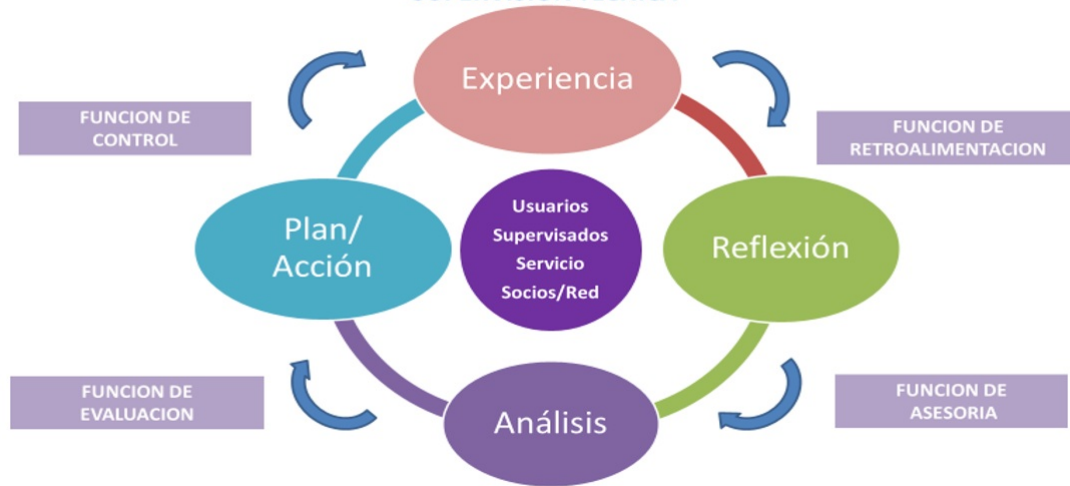 Experiencia
FUNCION DE
CONTROL
FUNCION DE
RETROALIMENTACION
Plan/
Acción
Usuarios
Supervisados
Servicio
Socios/Red
Reflexión
FUNCION DE
EVALUACION
FUNCION DE
ASESORIA
Análisis